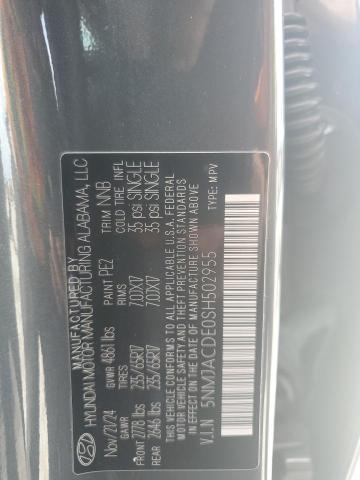 MANUFACTURED BY
HYUNDAI MOTOR MANUFACTURING ALABAMA, LLC
Nov/21/24 GVWR 4861 lbs PAINT PE2 TRIM NNB
GAWR TIRES RIMS COLD TIRE INFL
FRONT 2778 lbs 235/65R17 7.0JX17 35 psi SINGLE
REAR 2646 lbs 235/65R17 7.0JX17 35 psi SINGLE
THIS VEHICLE CONFORMS TO ALL APPLICABLE U.S.A. FEDERAL
MOTOR VEHICLE SAFETY, BUMPER, AND THEFT PREVENTION STANDARDS
IN EFFECT ON THE DATE OF MANUFACTURE SHOWN ABOVE.
V.I.N 5NMJACDE0SH502955 TYPE: MPV